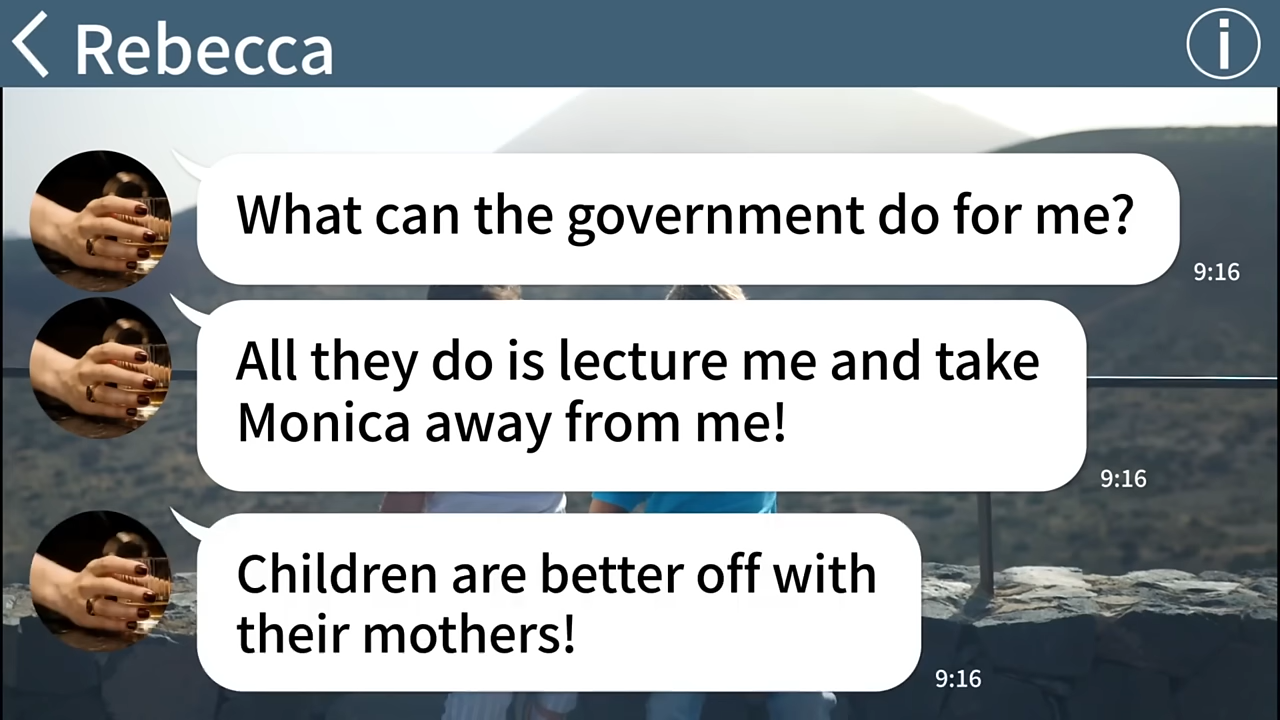 Rebecca
What can the government do for me?
9:16
All they do is lecture me and take
Monica away from me!
9:16
Children are better off with
their mothers!
9:16